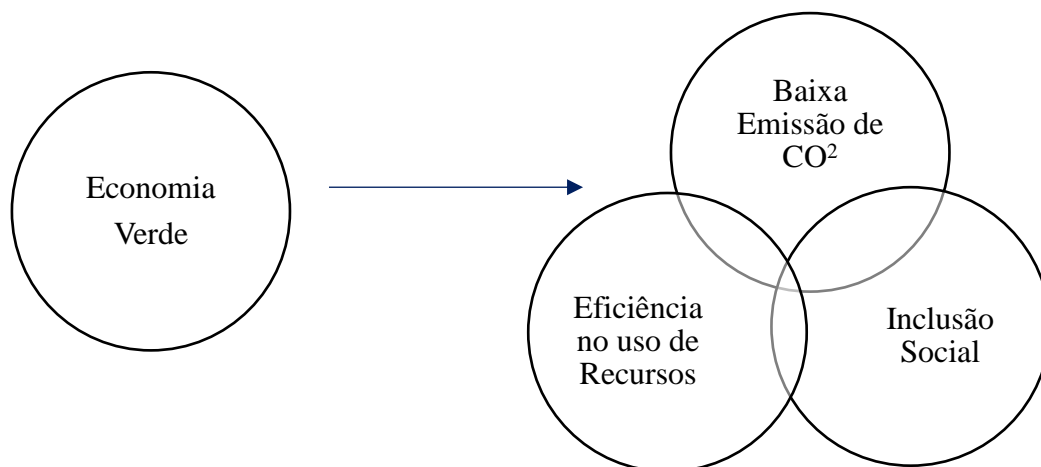 Economia
Verde
Baixa
Emissão de
CO²
Eficiência
no uso de
Recursos
Inclusão
Social